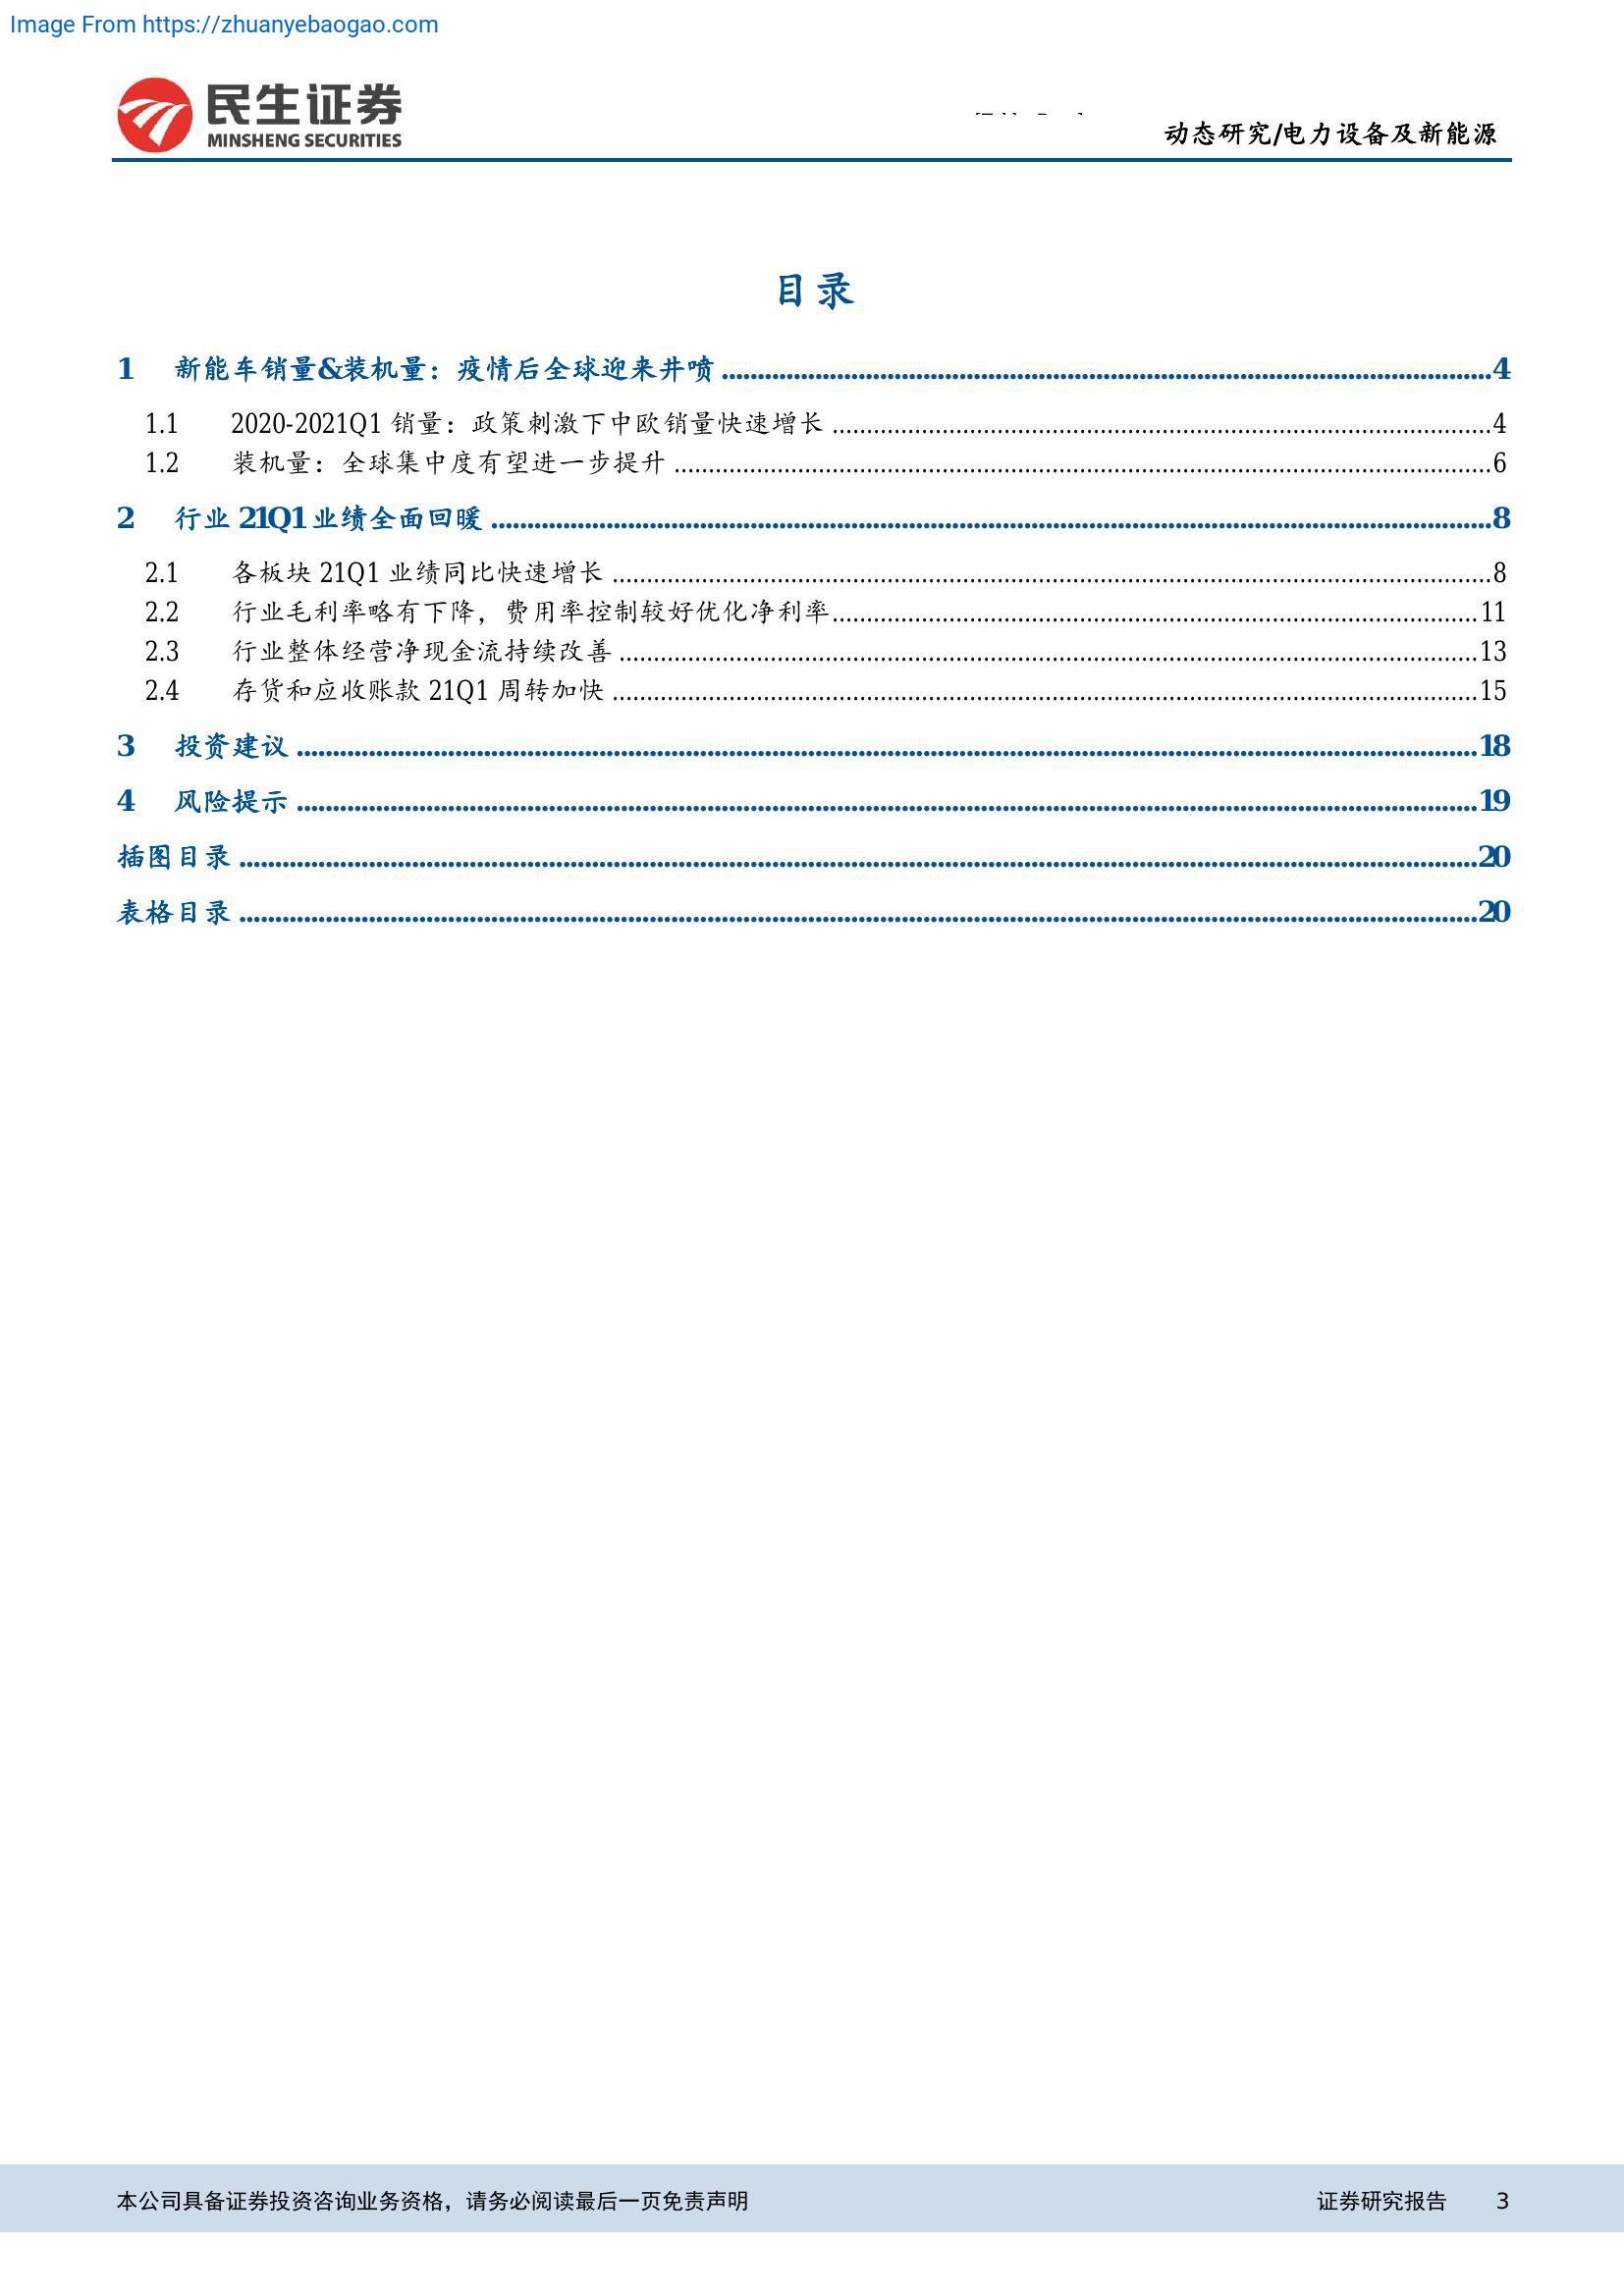 Image From https://zhuanyebaogao.com
民生证券
MINSHENG SECURITIES
动态研究/电力设备及新能源
目录
1 新能车销量&装机量：疫情后全球迎来井喷 4
1.1 2020-2021Q1 销量：政策刺激下中欧销量快速增长 4
1.2 装机量：全球集中度有望进一步提升 6
2 行业 21Q1 业绩全面回暖 8
2.1 各板块 21Q1 业绩同比快速增长 8
2.2 行业毛利率略有下降，费用率控制较好优化净利率 11
2.3 行业整体经营净现金流持续改善 13
2.4 存货和应收账款 21Q1 周转加快 15
3 投资建议 18
4 风险提示 19
插图目录 20
表格目录 20
本公司具备证券投资咨询业务资格，请务必阅读最后一页免责声明 证券研究报告 3